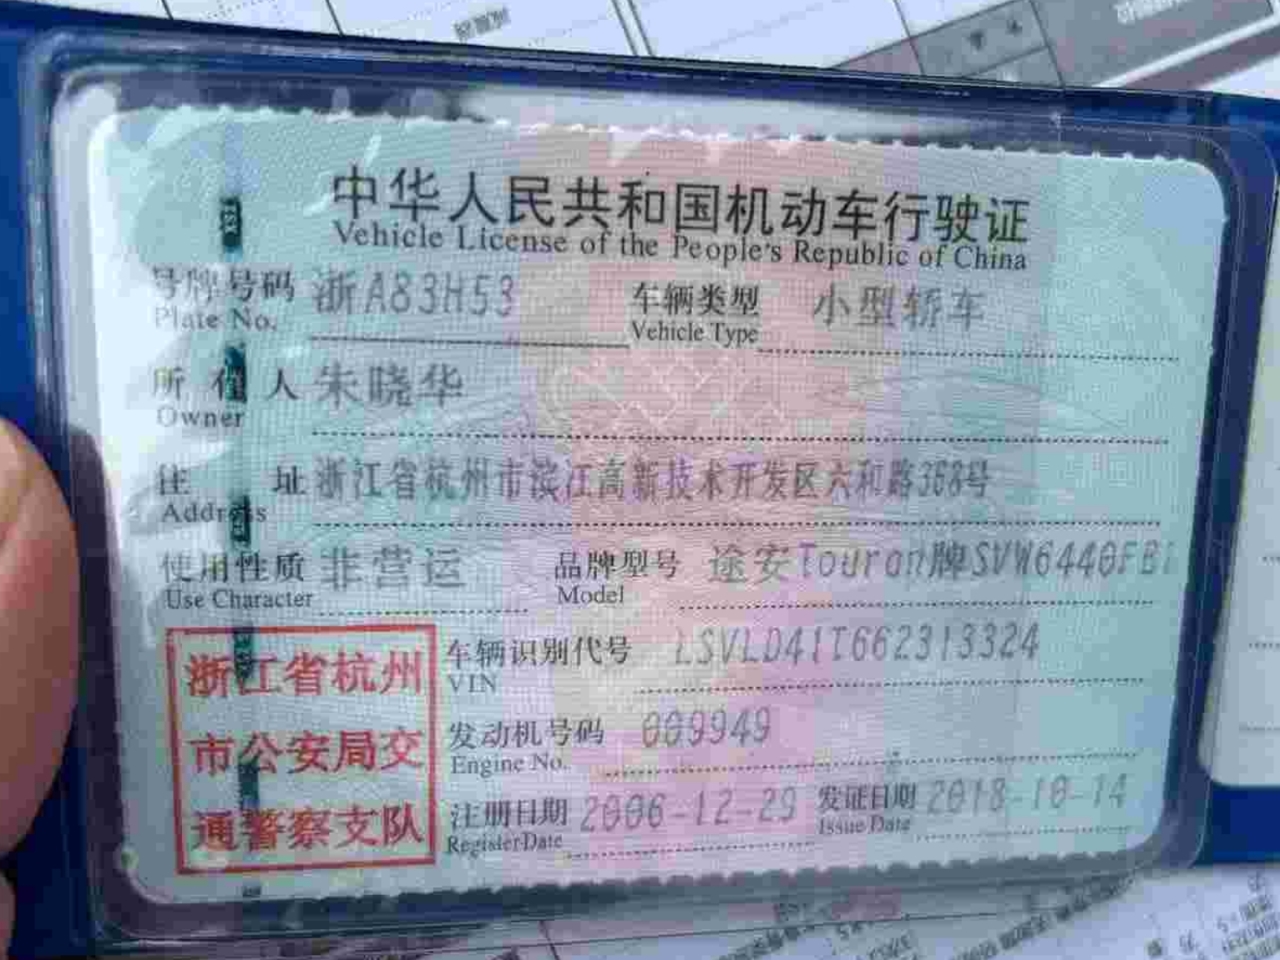 中华人民共和国机动车行驶证
Vehicle License of the People's Republic of China
号牌号码 浙A83H53 车辆类型 小型轿车
Plate No. Vehicle Type
所有人 朱晓华
Owner
住址 浙江省杭州市滨江高新技术开发区六和路368号
Address
使用性质 非营运 品牌型号 途安Touran牌SVW6440FB
Use Character Model
浙江省杭州
市公安局交
通警察支队
车辆识别代号 LSVLD41T662313324
VIN
发动机号码 009949
Engine No.
注册日期 2006-12-29 发证日期 2018-10-14
Register Date Issue Date